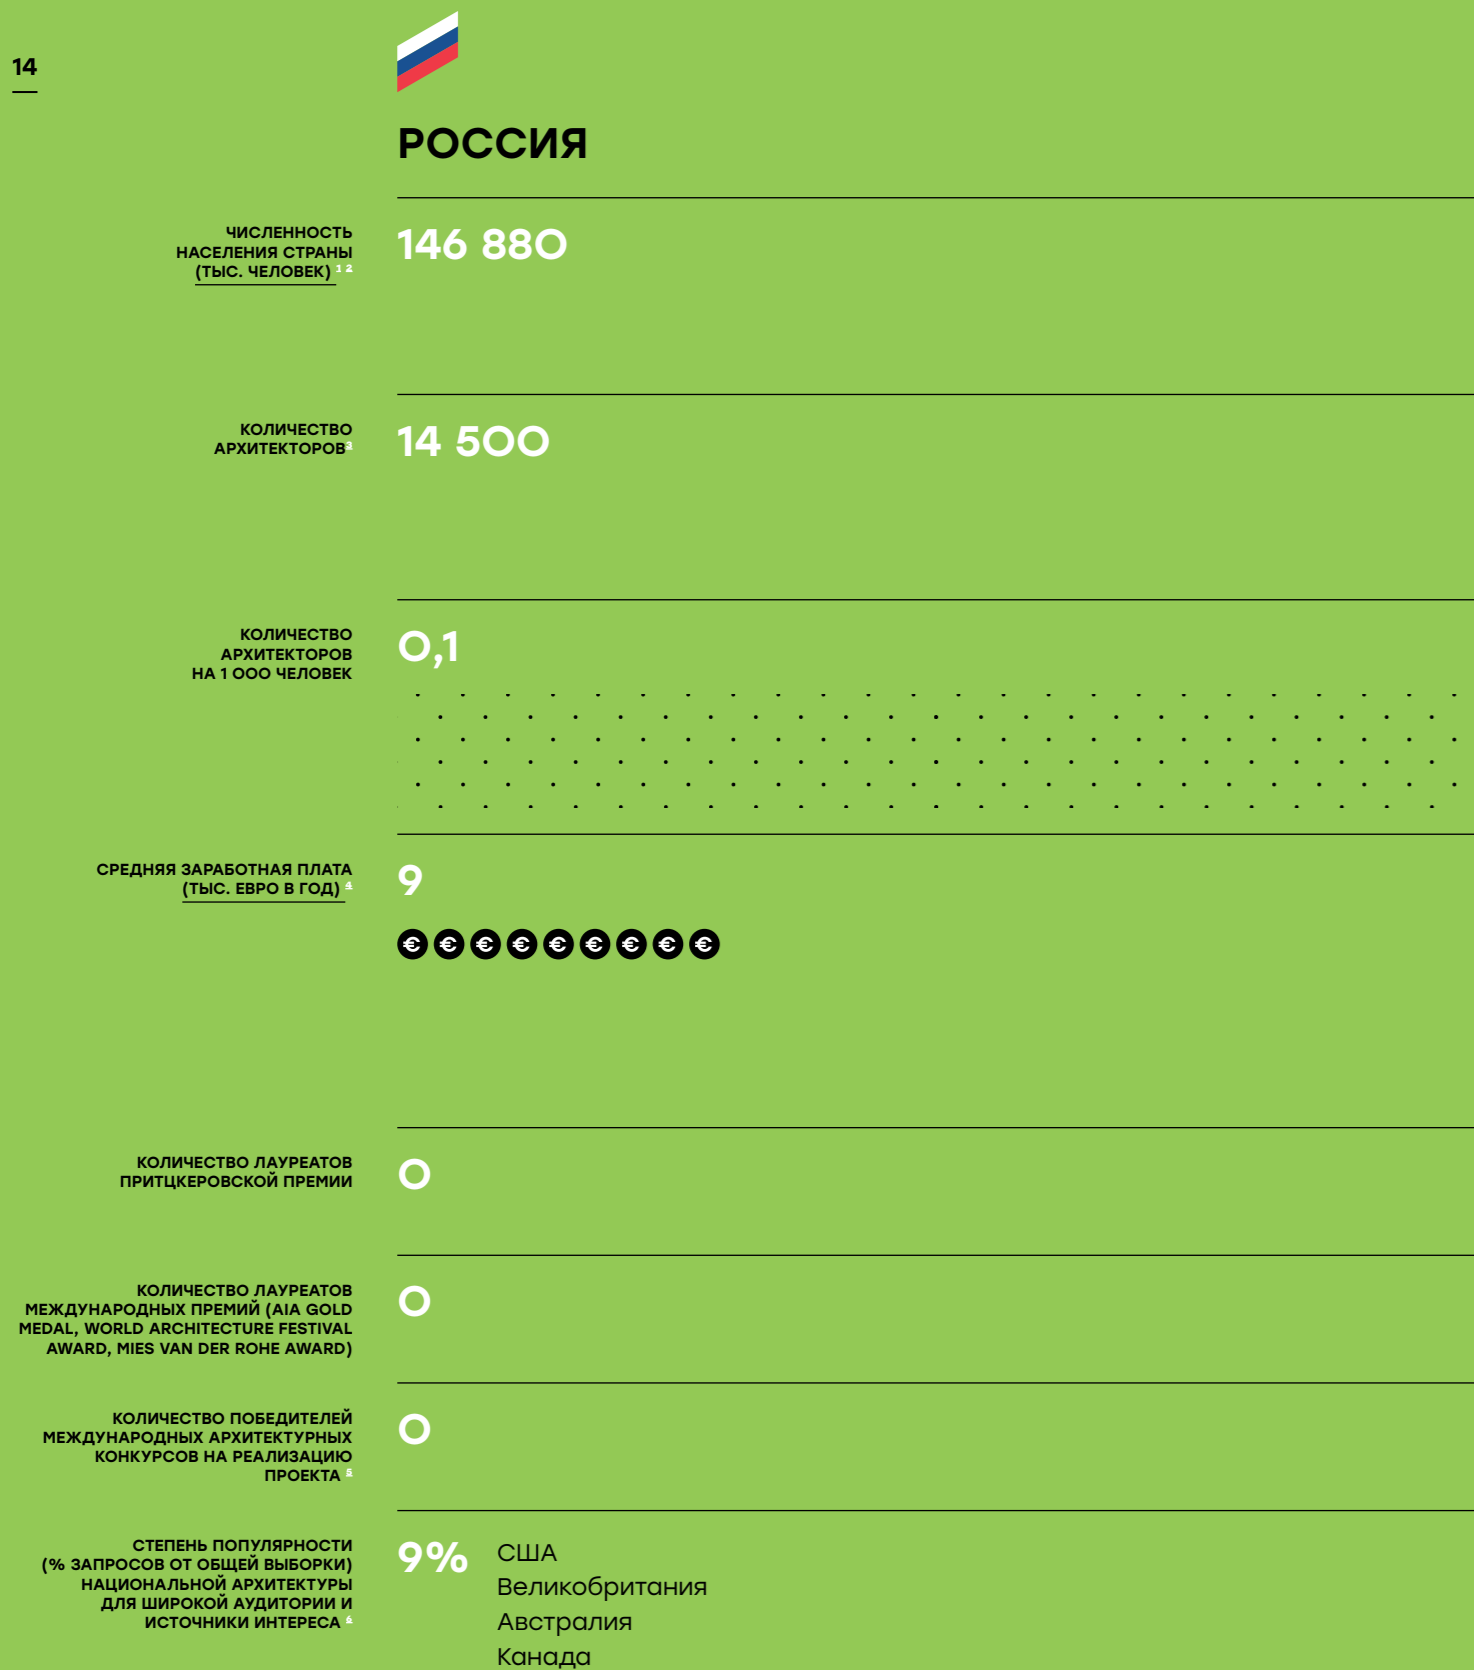 14
РОССИЯ
ЧИСЛЕННОСТЬ
НАСЕЛЕНИЯ СТРАНЫ
(ТЫС. ЧЕЛОВЕК) 1 2
146 880
КОЛИЧЕСТВО
АРХИТЕКТОРОВ3
14 500
КОЛИЧЕСТВО
АРХИТЕКТОРОВ
НА 1 000 ЧЕЛОВЕК
0,1
СРЕДНЯЯ ЗАРАБОТНАЯ ПЛАТА
(ТЫС. ЕВРО В ГОД) 4
9
€ € € € € € € € €
КОЛИЧЕСТВО ЛАУРЕАТОВ
ПРИТЦКЕРОВСКОЙ ПРЕМИИ
0
КОЛИЧЕСТВО ЛАУРЕАТОВ
МЕЖДУНАРОДНЫХ ПРЕМИЙ (AIA GOLD
MEDAL, WORLD ARCHITECTURE FESTIVAL
AWARD, MIES VAN DER ROHE AWARD)
0
КОЛИЧЕСТВО ПОБЕДИТЕЛЕЙ
МЕЖДУНАРОДНЫХ АРХИТЕКТУРНЫХ
КОНКУРСОВ НА РЕАЛИЗАЦИЮ
ПРОЕКТА 5
0
СТЕПЕНЬ ПОПУЛЯРНОСТИ
(% ЗАПРОСОВ ОТ ОБЩЕЙ ВЫБОРКИ)
НАЦИОНАЛЬНОЙ АРХИТЕКТУРЫ
ДЛЯ ШИРОКОЙ АУДИТОРИИ И
ИСТОЧНИКИ ИНТЕРЕСА 6
9%
США
Великобритания
Австралия
Канада